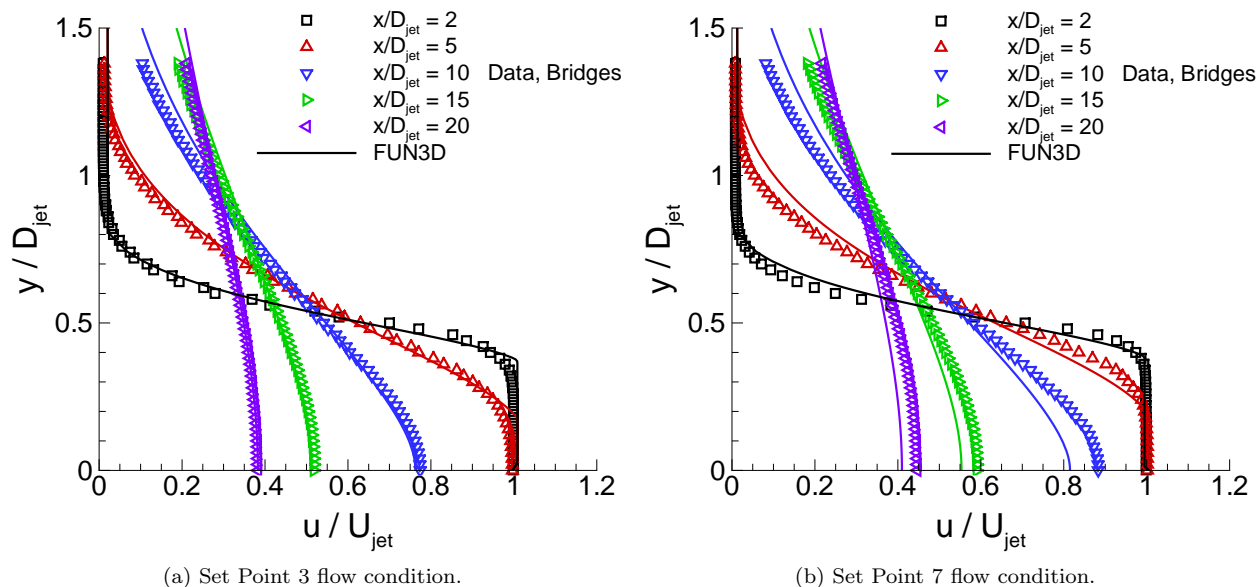 x/D_jet = 2
x/D_jet = 5
x/D_jet = 10
x/D_jet = 15
x/D_jet = 20
Data, Bridges
FUN3D
1.5
1
0.5
0
y / D_jet
0 0.2 0.4 0.6 0.8 1 1.2
u / U_jet
(a) Set Point 3 flow condition.
x/D_jet = 2
x/D_jet = 5
x/D_jet = 10
x/D_jet = 15
x/D_jet = 20
Data, Bridges
FUN3D
1.5
1
0.5
0
y / D_jet
0 0.2 0.4 0.6 0.8 1 1.2
u / U_jet
(b) Set Point 7 flow condition.